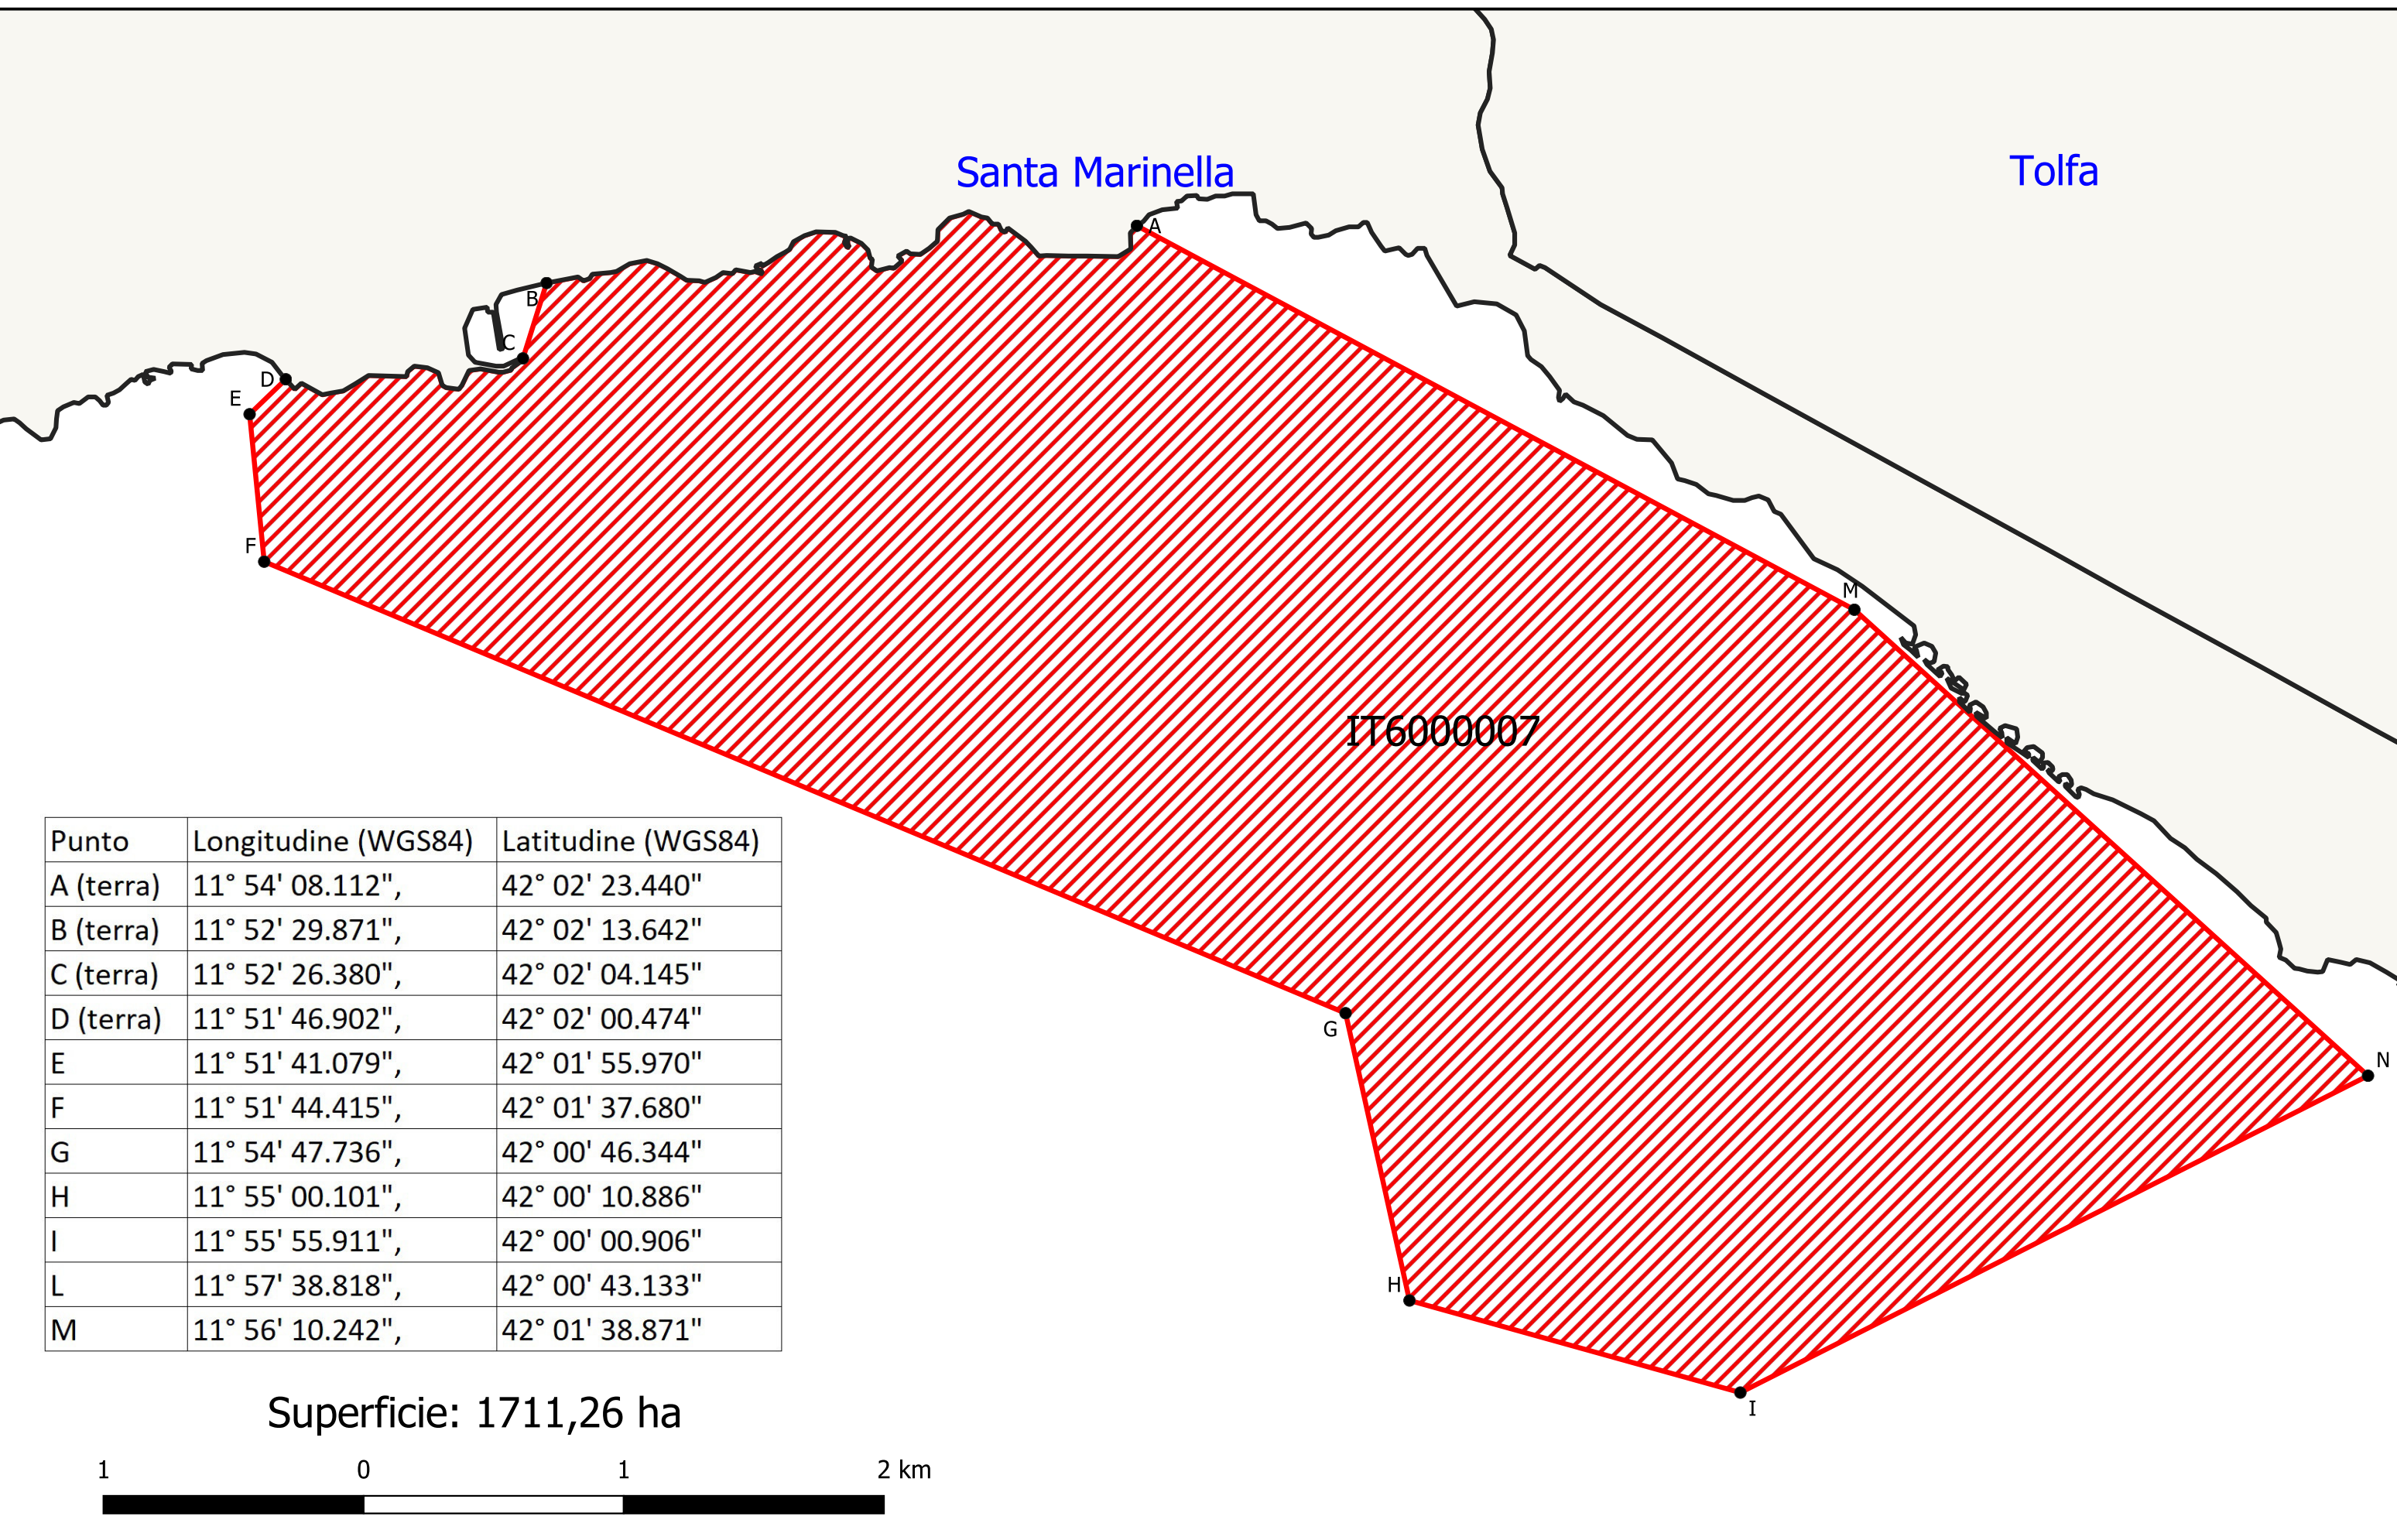 Santa Marinella
Tolfa
A
B
C
D
E
F
M
IT6000007
G
N
H
I
Punto Longitudine (WGS84) Latitudine (WGS84)
A (terra) 11° 54' 08.112", 42° 02' 23.440"
B (terra) 11° 52' 29.871", 42° 02' 13.642"
C (terra) 11° 52' 26.380", 42° 02' 04.145"
D (terra) 11° 51' 46.902", 42° 02' 00.474"
E 11° 51' 41.079", 42° 01' 55.970"
F 11° 51' 44.415", 42° 01' 37.680"
G 11° 54' 47.736", 42° 00' 46.344"
H 11° 55' 00.101", 42° 00' 10.886"
I 11° 55' 55.911", 42° 00' 00.906"
L 11° 57' 38.818", 42° 00' 43.133"
M 11° 56' 10.242", 42° 01' 38.871"
Superficie: 1711,26 ha
1 0 1 2 km